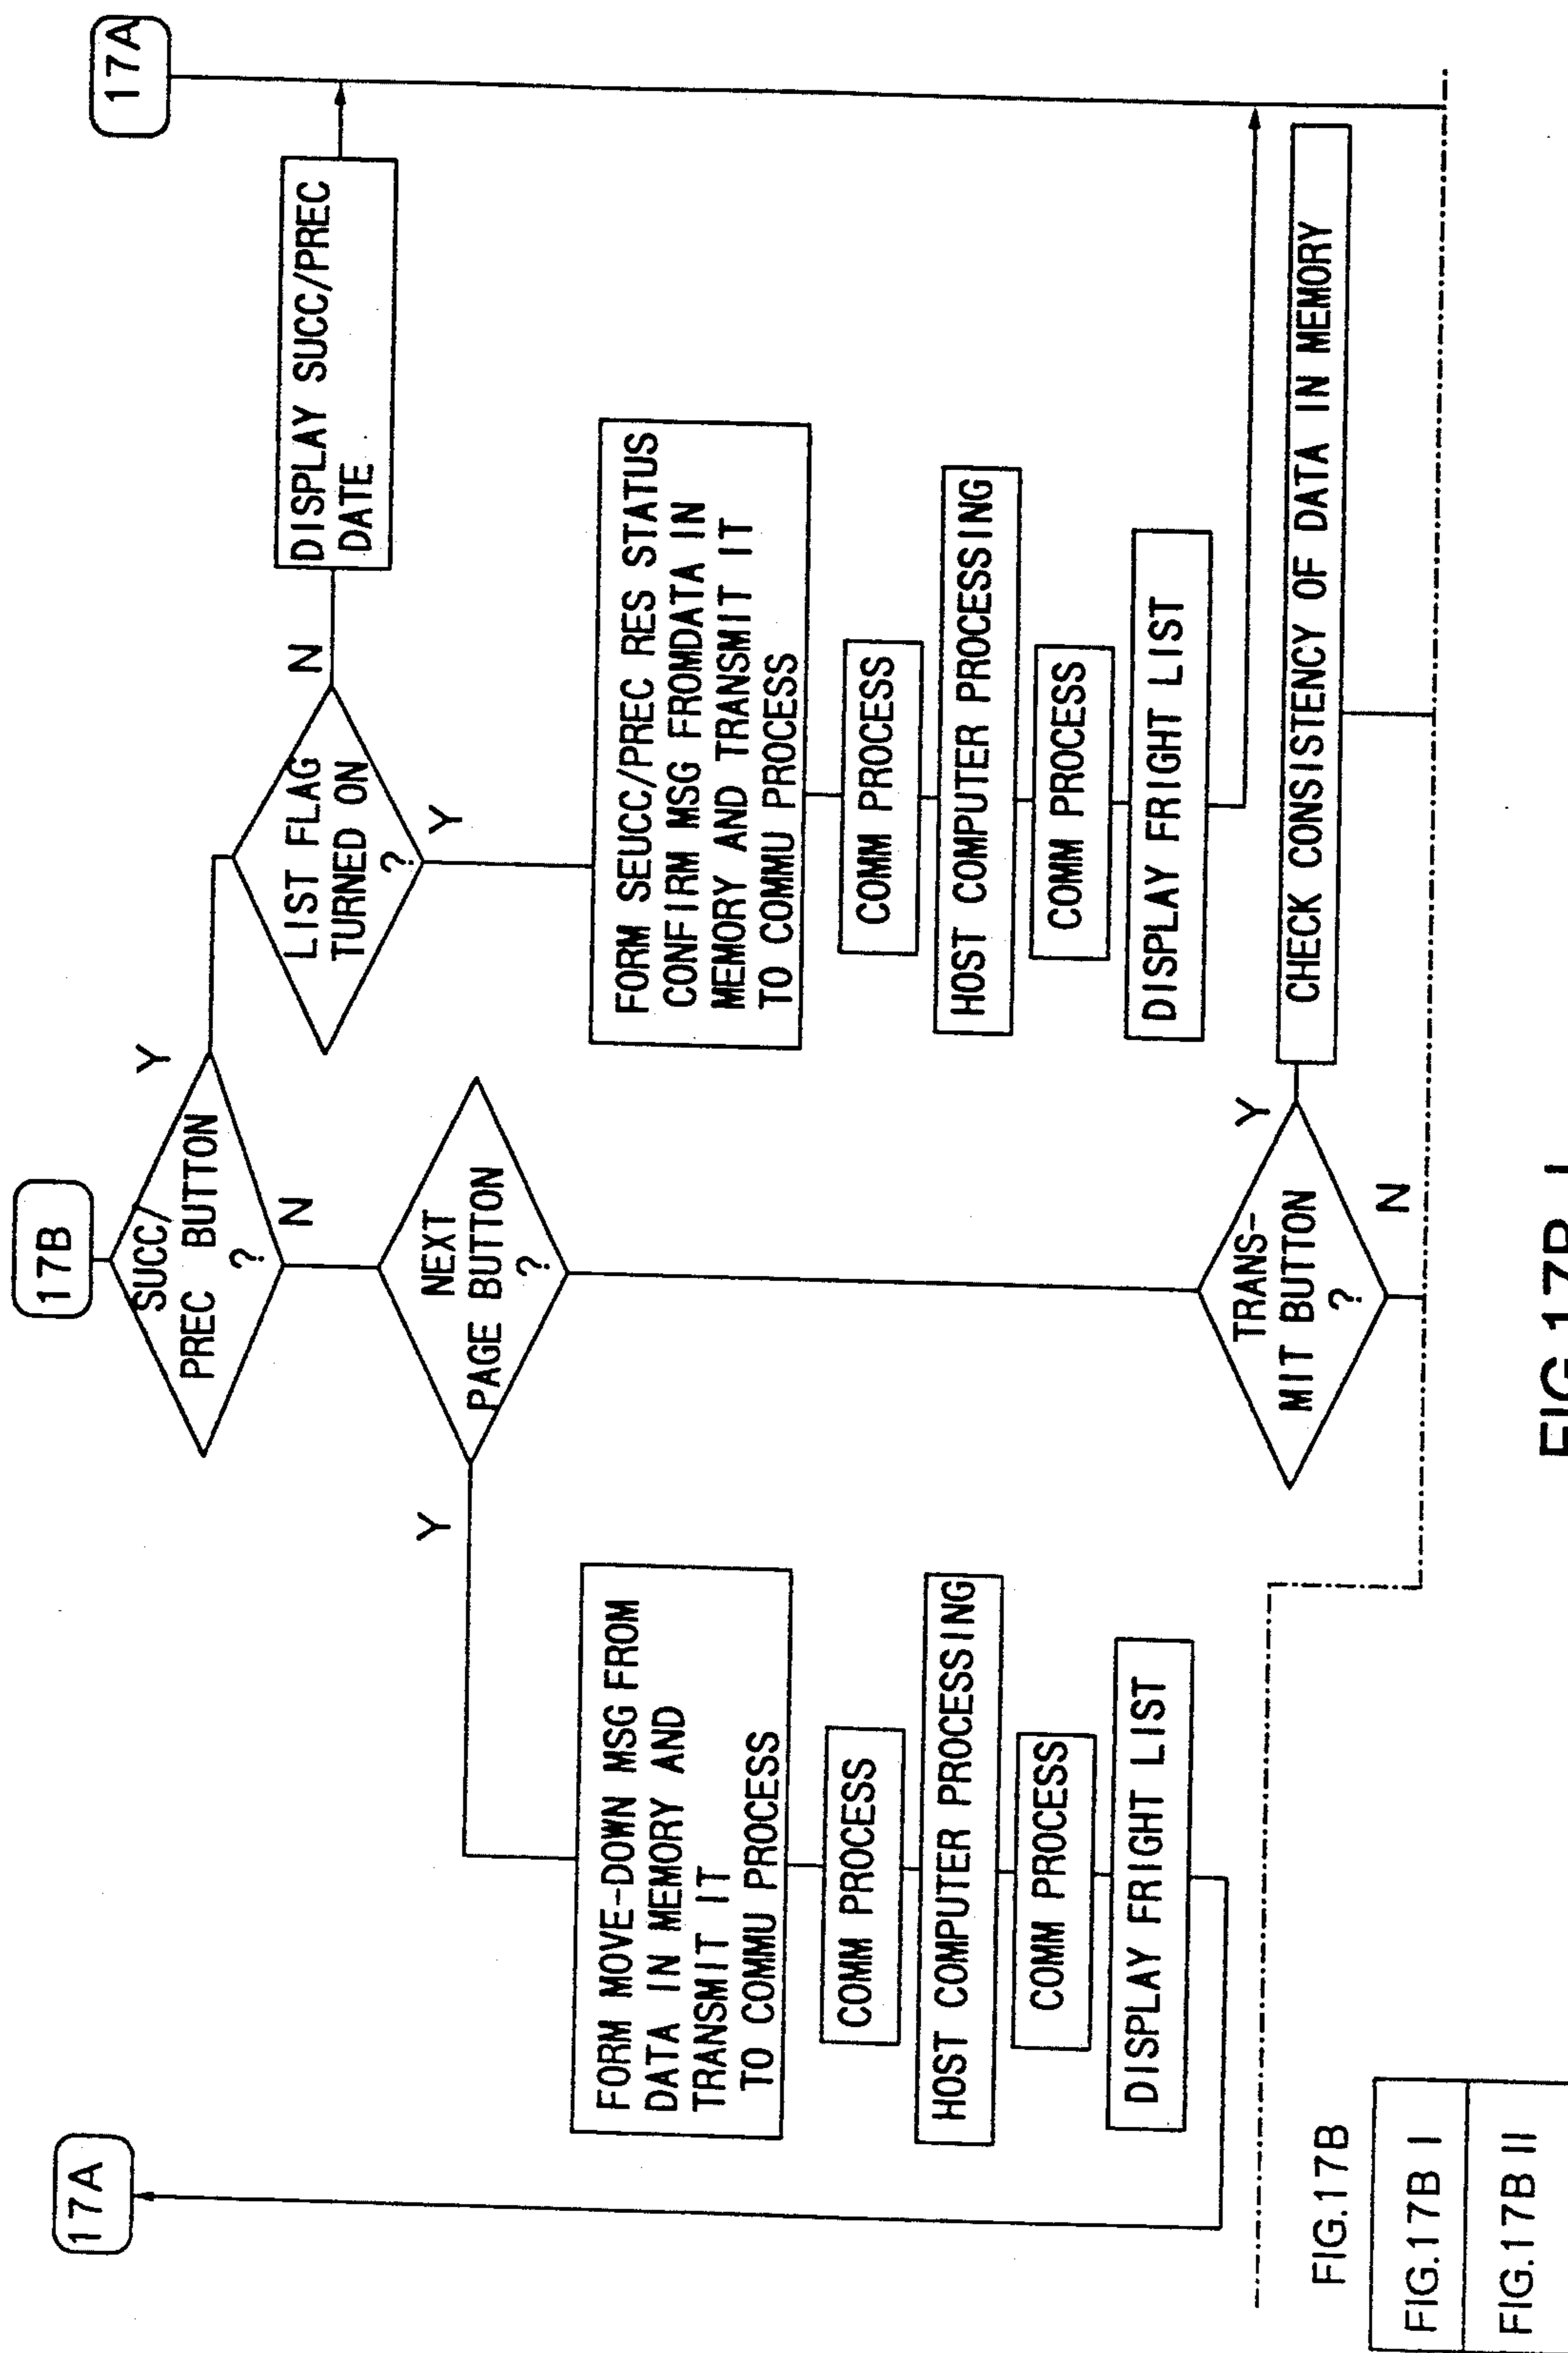 17B
17A
17A
SUCC/
PREC BUTTON
?
Y
N
LIST FLAG
TURNED ON
?
N
Y
DISPLAY SUCC/PREC
DATE
NEXT
PAGE BUTTON
?
Y
FORM MOVE-DOWN MSG FROM
DATA IN MEMORY AND
TRANSMIT IT
TO COMMU PROCESS
COMM PROCESS
HOST COMPUTER PROCESSING
COMM PROCESS
DISPLAY FRIGHT LIST
FORM SEUCC/PREC RES STATUS
CONFIRM MSG FROMDATA IN
MEMORY AND TRANSMIT IT
TO COMMU PROCESS
COMM PROCESS
HOST COMPUTER PROCESSING
COMM PROCESS
DISPLAY FRIGHT LIST
TRANS-
MIT BUTTON
?
Y
N
CHECK CONSISTENCY OF DATA IN MEMORY
FIG.17B
FIG.17B I
FIG.17B II
FIG.17B I